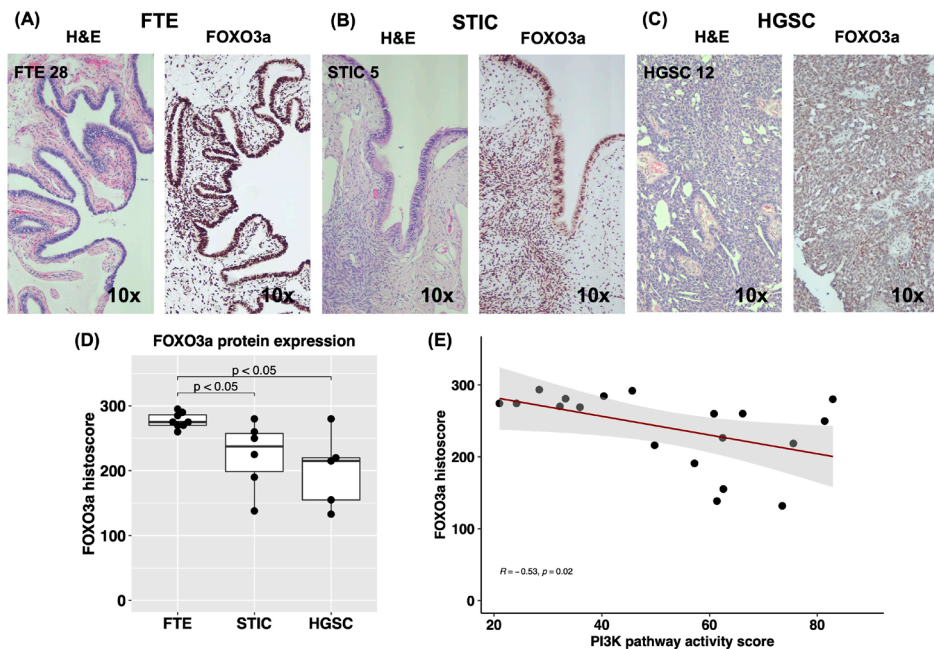 (A) FTE
H&E FOXO3a
FTE 28
10x 10x
(B) STIC
H&E FOXO3a
STIC 5
10x 10x
(C) HGSC
H&E FOXO3a
HGSC 12
10x 10x
(D) FOXO3a protein expression
p < 0.05
p < 0.05
FOXO3a histoscore
300
200
100
0
FTE STIC HGSC
(E)
FOXO3a histoscore
300
200
100
0
R = −0.53, p = 0.02
20 40 60 80
PI3K pathway activity score